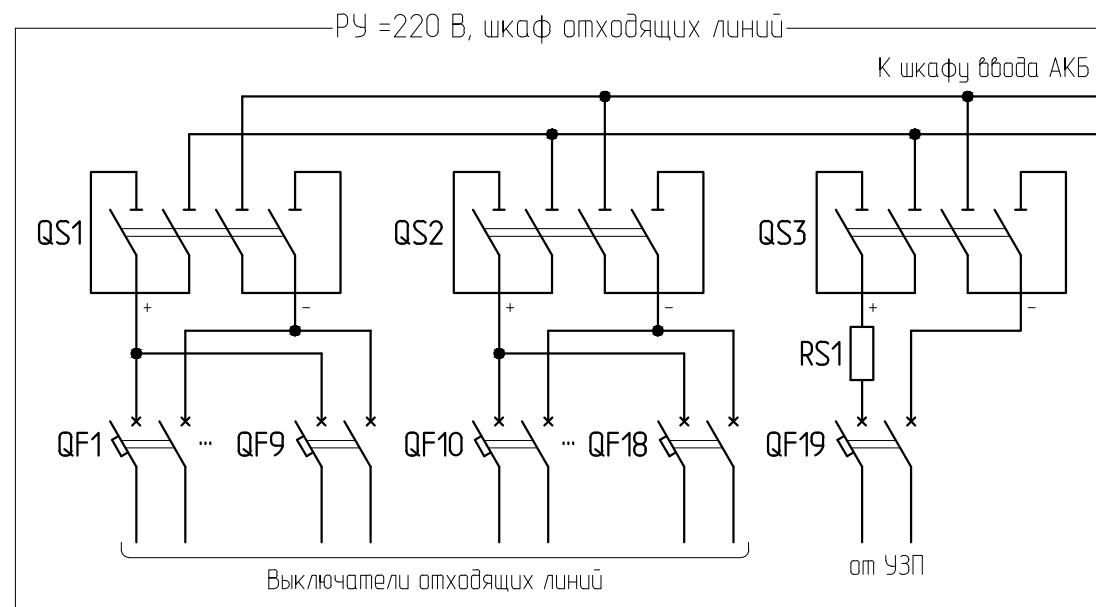 РУ =220 В, шкаф отходящих линий
К шкафу ввода АКБ
QS1
QS2
QS3
+
-
+
-
+
-
RS1
QF1
...
QF9
QF10
...
QF18
QF19
Выключатели отходящих линий
от УЗП